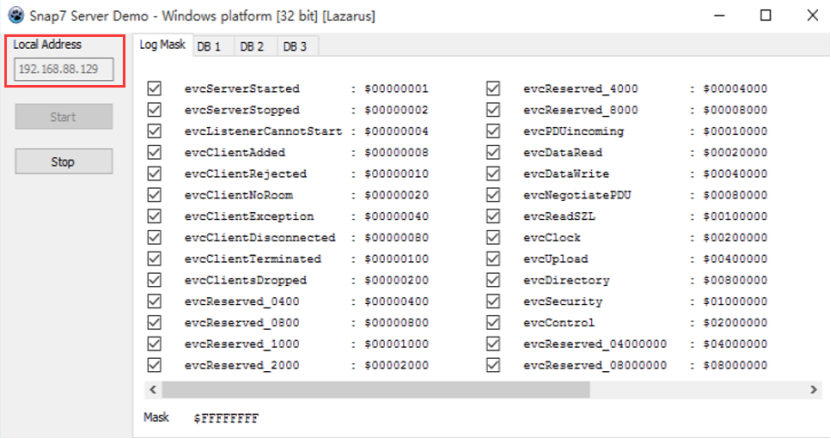 Snap7 Server Demo - Windows platform [32 bit] [Lazarus]
Local Address
192.168.88.129
Start
Stop
Log Mask DB 1 DB 2 DB 3
evcServerStarted : $00000001 evcReserved_4000 : $00004000
evcServerStopped : $00000002 evcReserved_8000 : $00008000
evcListenerCannotStart : $00000004 evcPDUincoming : $00010000
evcClientAdded : $00000008 evcDataRead : $00020000
evcClientRejected : $00000010 evcDataWrite : $00040000
evcClientNoRoom : $00000020 evcNegotiatePDU : $00080000
evcClientException : $00000040 evcReadSZL : $00100000
evcClientDisconnected : $00000080 evcClock : $00200000
evcClientTerminated : $00000100 evcUpload : $00400000
evcClientsDropped : $00000200 evcDirectory : $00800000
evcReserved_0400 : $00000400 evcSecurity : $01000000
evcReserved_0800 : $00000800 evcControl : $02000000
evcReserved_1000 : $00001000 evcReserved_04000000 : $04000000
evcReserved_2000 : $00002000 evcReserved_08000000 : $08000000
Mask $FFFFFFFF